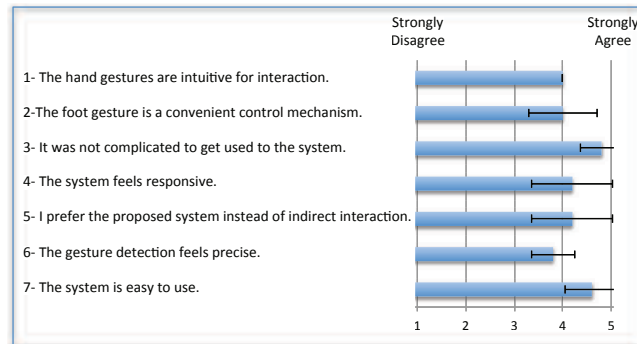 Strongly Disagree
Strongly Agree
1- The hand gestures are intuitive for interaction.
2-The foot gesture is a convenient control mechanism.
3- It was not complicated to get used to the system.
4- The system feels responsive.
5- I prefer the proposed system instead of indirect interaction.
6- The gesture detection feels precise.
7- The system is easy to use.
1 2 3 4 5